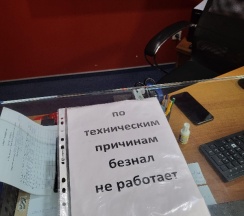 по
техническим
причинам
безнал
не работает